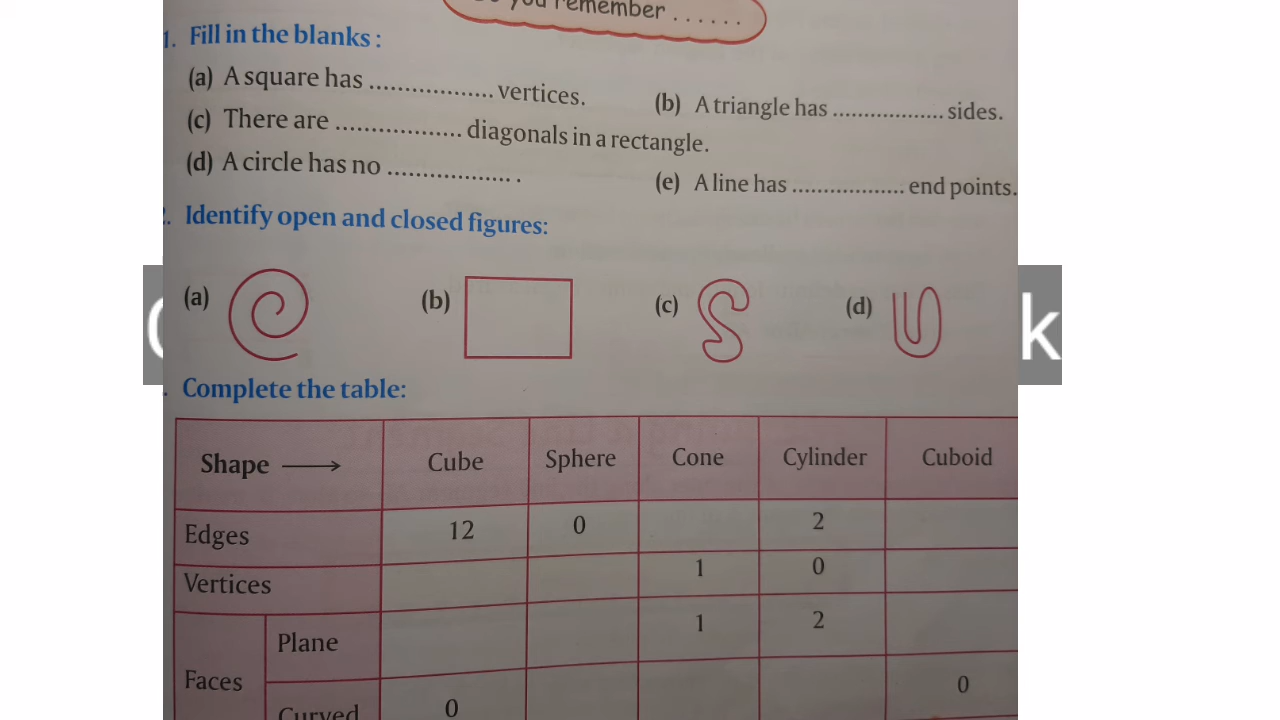 you remember ......
1. Fill in the blanks :
(a) A square has .................. vertices.
(b) A triangle has .................. sides.
(c) There are .................. diagonals in a rectangle.
(d) A circle has no .................. .
(e) A line has .................. end points.
Identify open and closed figures:
(a) (b) (c) (d)
k
Complete the table:
Shape → Cube Sphere Cone Cylinder Cuboid
Edges 12 0 2
Vertices 1 0
Plane 1 2
Faces 0
Curved 0